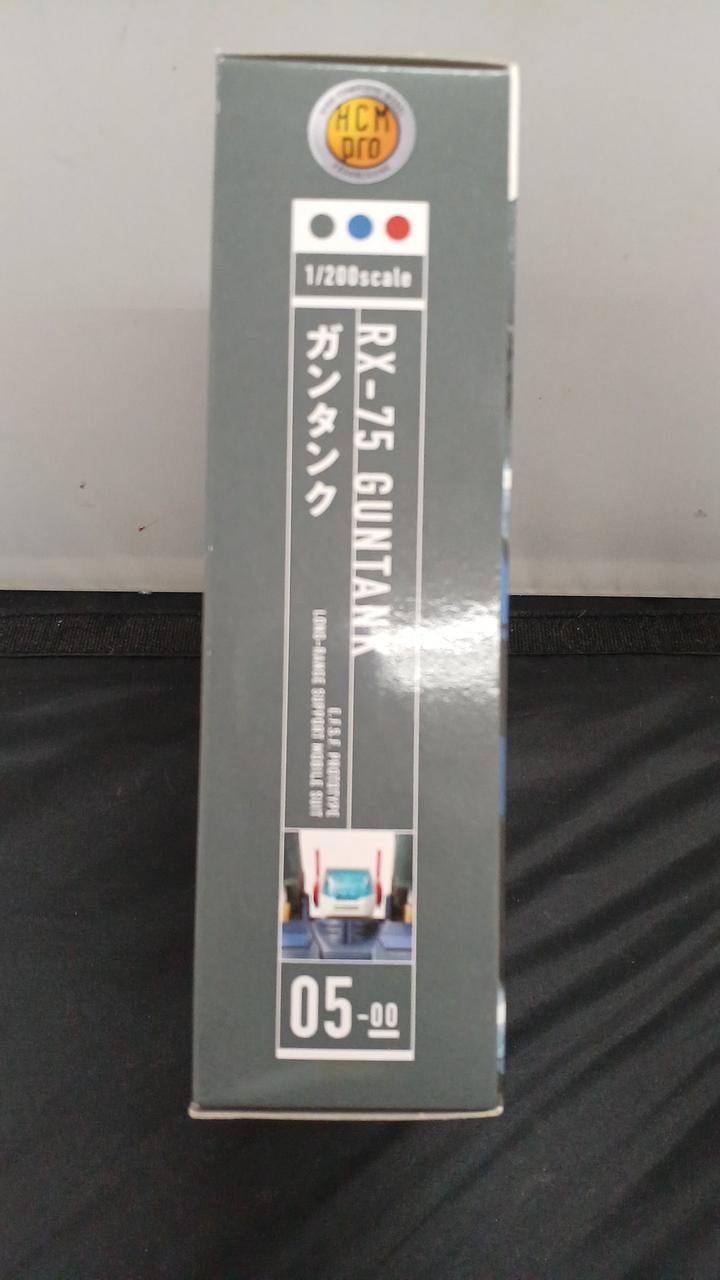 HCM
pro
1/200scale
RX-75 GUNTANK
ガンタンク
E.F.S.F. PROTOTYPE
LONG-RANGE SUPPORT MOBILE SUIT
05-00